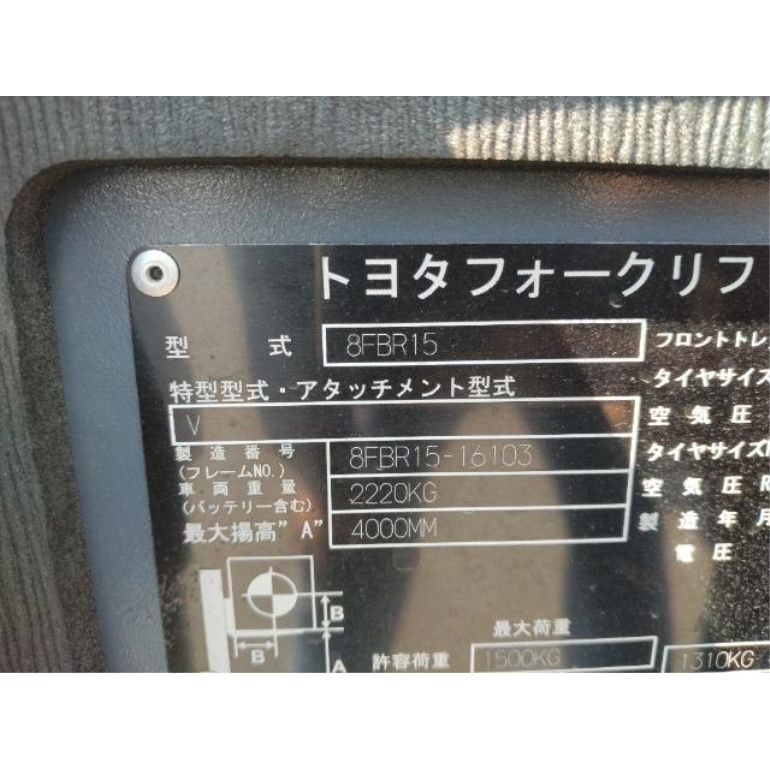 トヨタフォークリフ
型 式 8FBR15 フロントトレ
特型型式・アタッチメント型式 タイヤサイズ
V 空 気 圧
製造番号 (フレームNO.) 8FBR15-16103 タイヤサイズ
車両重量 (バッテリー含む) 2220KG 空 気 圧 R
最大揚高"A" 4000MM 製 造 年 月
電 圧
B
B
A
最大荷重
許容荷重 1500KG 1310KG